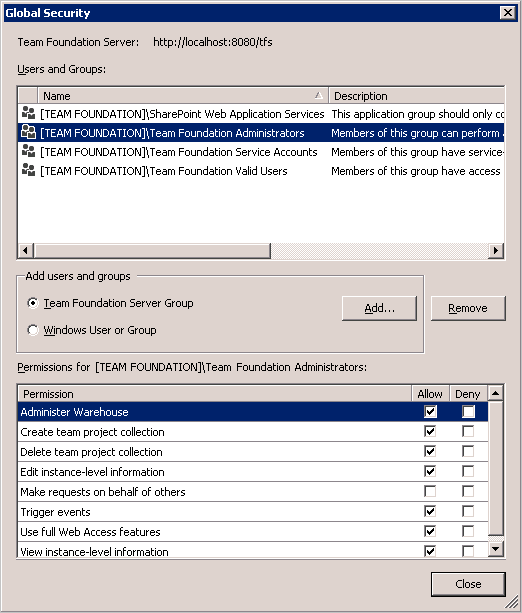 Global Security
Team Foundation Server: http://localhost:8080/tfs
Users and Groups:
Name Description
[TEAM FOUNDATION]\SharePoint Web Application Services This application group should only co
[TEAM FOUNDATION]\Team Foundation Administrators Members of this group can perform
[TEAM FOUNDATION]\Team Foundation Service Accounts Members of this group have service-
[TEAM FOUNDATION]\Team Foundation Valid Users Members of this group have access
Add users and groups
Team Foundation Server Group
Add...
Remove
Windows User or Group
Permissions for [TEAM FOUNDATION]\Team Foundation Administrators:
Permission Allow Deny
Administer Warehouse
Create team project collection
Delete team project collection
Edit instance-level information
Make requests on behalf of others
Trigger events
Use full Web Access features
View instance-level information
Close